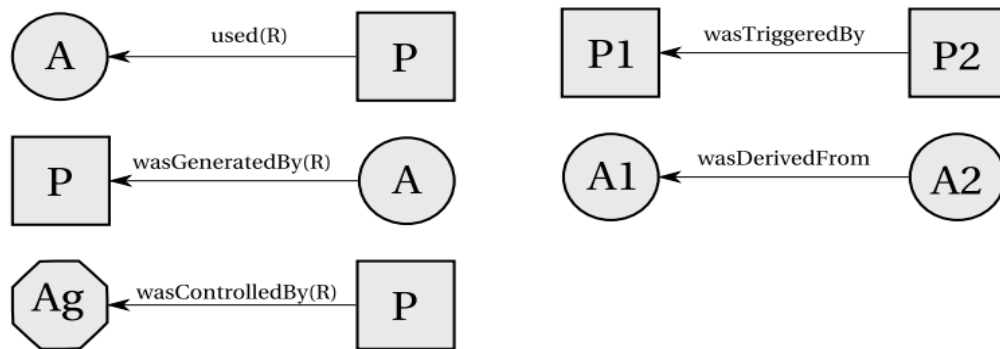 A used(R) P
P wasGeneratedBy(R) A
Ag wasControlledBy(R) P
P1 wasTriggeredBy P2
A1 wasDerivedFrom A2